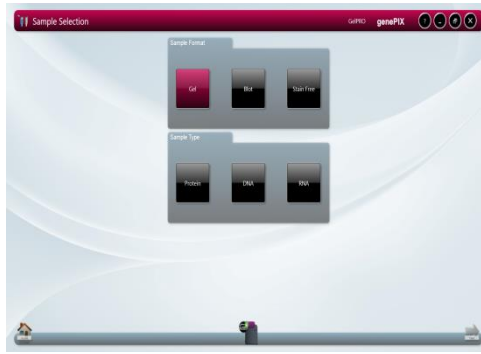 Sample Selection
GelPRO genePIX
Sample Format
Gel Blot Stain Free
Sample Type
Protein DNA RNA